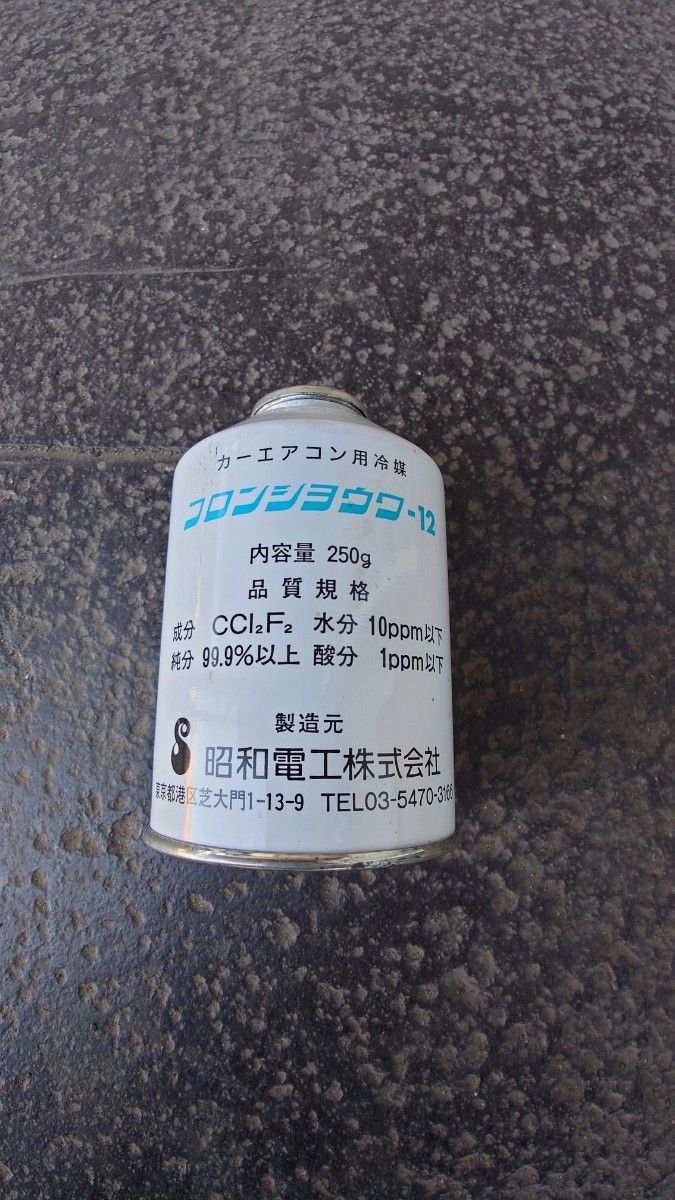 カーエアコン用冷媒
フロンショウワ-12
内容量 250g
品質規格
成分 CCl₂F₂ 水分 10ppm以下
純分 99.9%以上 酸分 1ppm以下
製造元
昭和電工株式会社
東京都港区芝大門1-13-9 TEL03-5470-3166